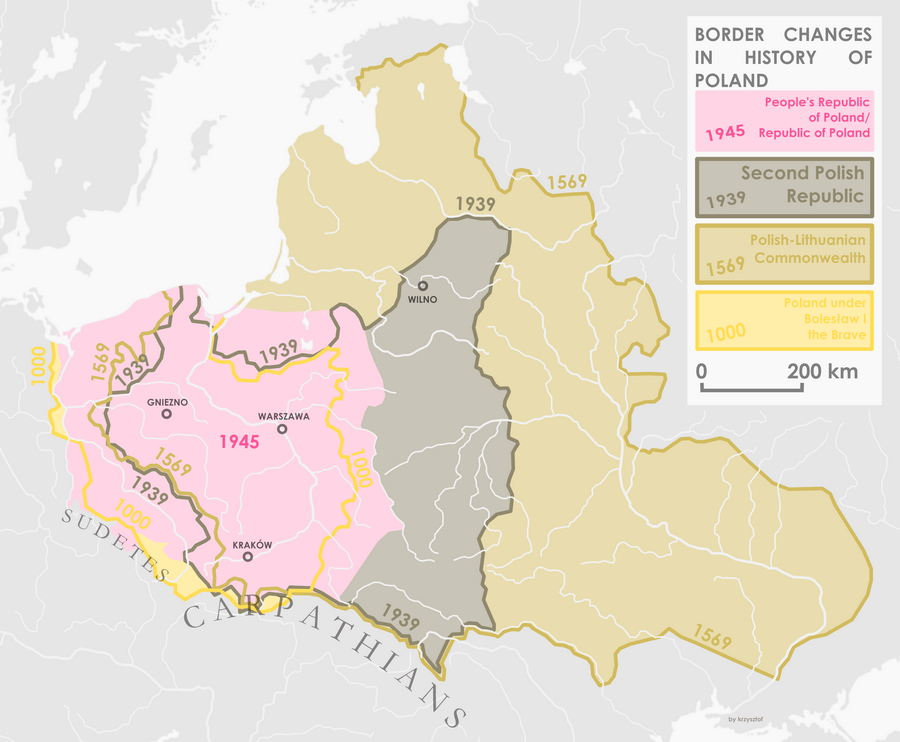 BORDER CHANGES
IN HISTORY OF
POLAND
People's Republic
of Poland/
1945 Republic of Poland
Second Polish
1939 Republic
Polish-Lithuanian
1569 Commonwealth
Poland under
Bolesław I
1000 the Brave
0 200 km
1569
1939
WILNO
1000
1569
1939
1939
GNIEZNO
WARSZAWA
1945
1569
1000
1939
1000
SUDETES
KRAKÓW
CARPATHIANS
1939
1569
by krzysztof